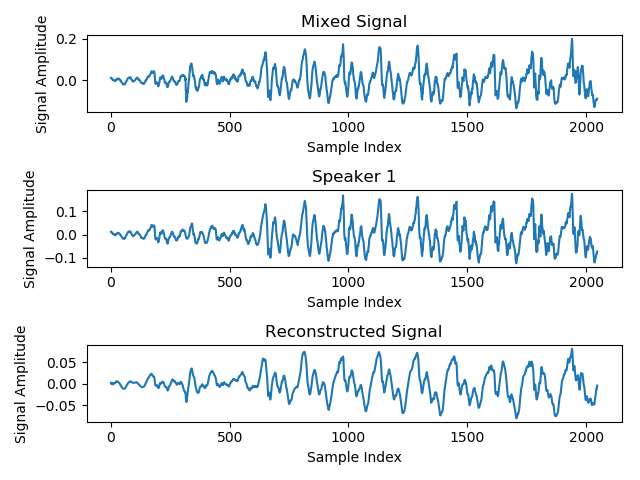 Mixed Signal
Signal Amplitude
0.2
0.0
0 500 1000 1500 2000
Sample Index
Speaker 1
Signal Amplitude
0.1
0.0
−0.1
0 500 1000 1500 2000
Sample Index
Reconstructed Signal
Signal Amplitude
0.05
0.00
−0.05
0 500 1000 1500 2000
Sample Index